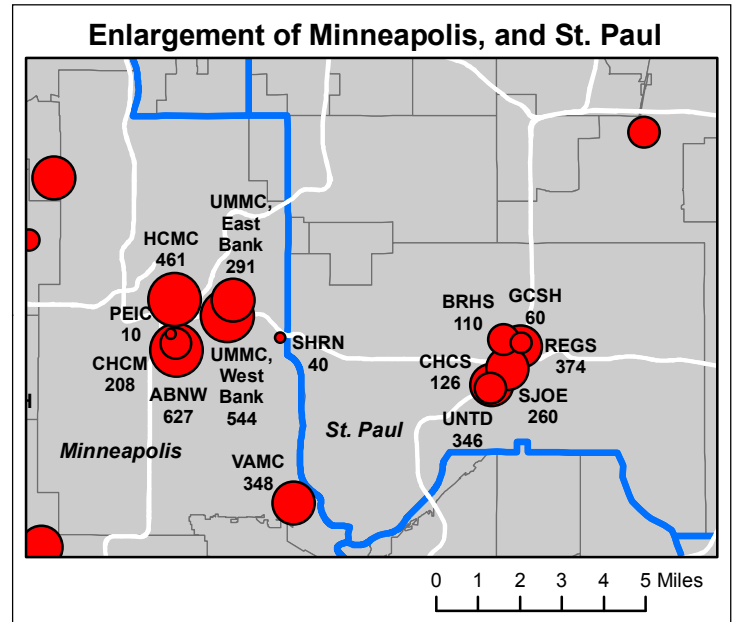 Enlargement of Minneapolis, and St. Paul
UMMC,
East
Bank
291
HCMC
461
PEIC
10
CHCM
208
ABNW
627
UMMC,
West
Bank
544
SHRN
40
BRHS
110
GCSH
60
REGS
374
CHCS
126
SJOE
260
UNTD
346
Minneapolis
St. Paul
VAMC
348
0 1 2 3 4 5 Miles